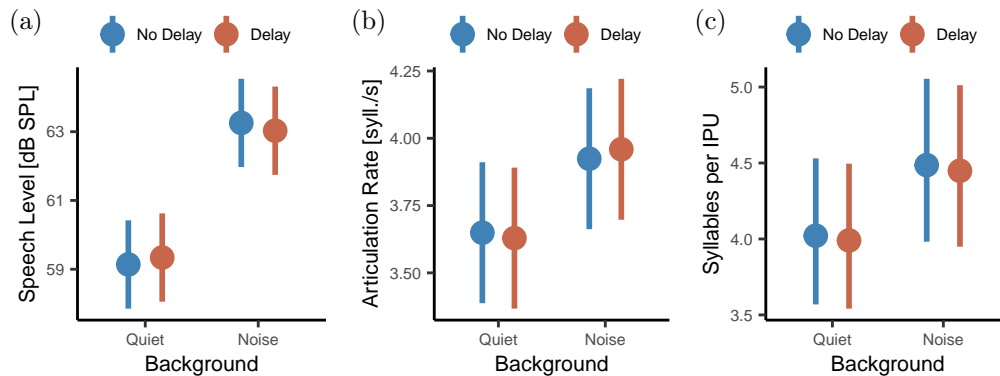 (a)
No Delay Delay
Speech Level [dB SPL]
63
61
59
Quiet Noise
Background
(b)
No Delay Delay
Articulation Rate [syll./s]
4.25
4.00
3.75
3.50
Quiet Noise
Background
(c)
No Delay Delay
Syllables per IPU
5.0
4.5
4.0
3.5
Quiet Noise
Background